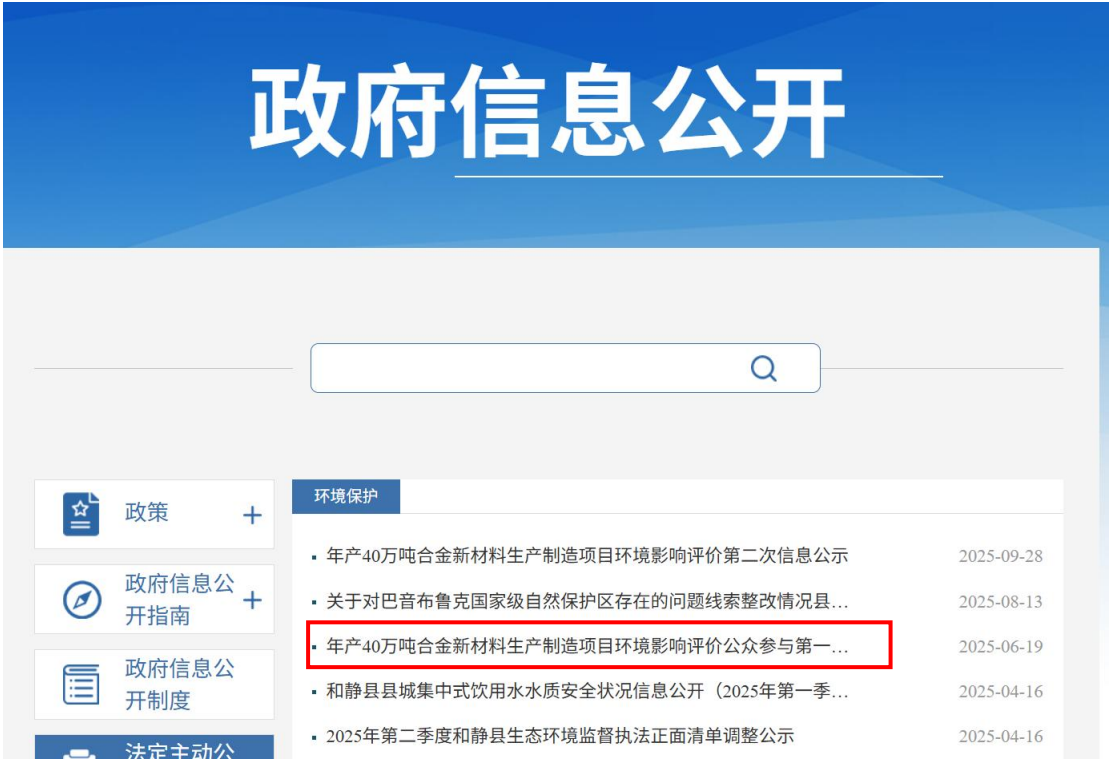 政府信息公开
政策
政府信息公
开指南
政府信息公
开制度
法定主动公
环境保护
年产40万吨合金新材料生产制造项目环境影响评价第二次信息公示 2025-09-28
关于对巴音布鲁克国家级自然保护区存在的问题线索整改情况县… 2025-08-13
年产40万吨合金新材料生产制造项目环境影响评价公众参与第一… 2025-06-19
和静县县城集中式饮用水水质安全状况信息公开（2025年第一季… 2025-04-16
2025年第二季度和静县生态环境监督执法正面清单调整公示 2025-04-16